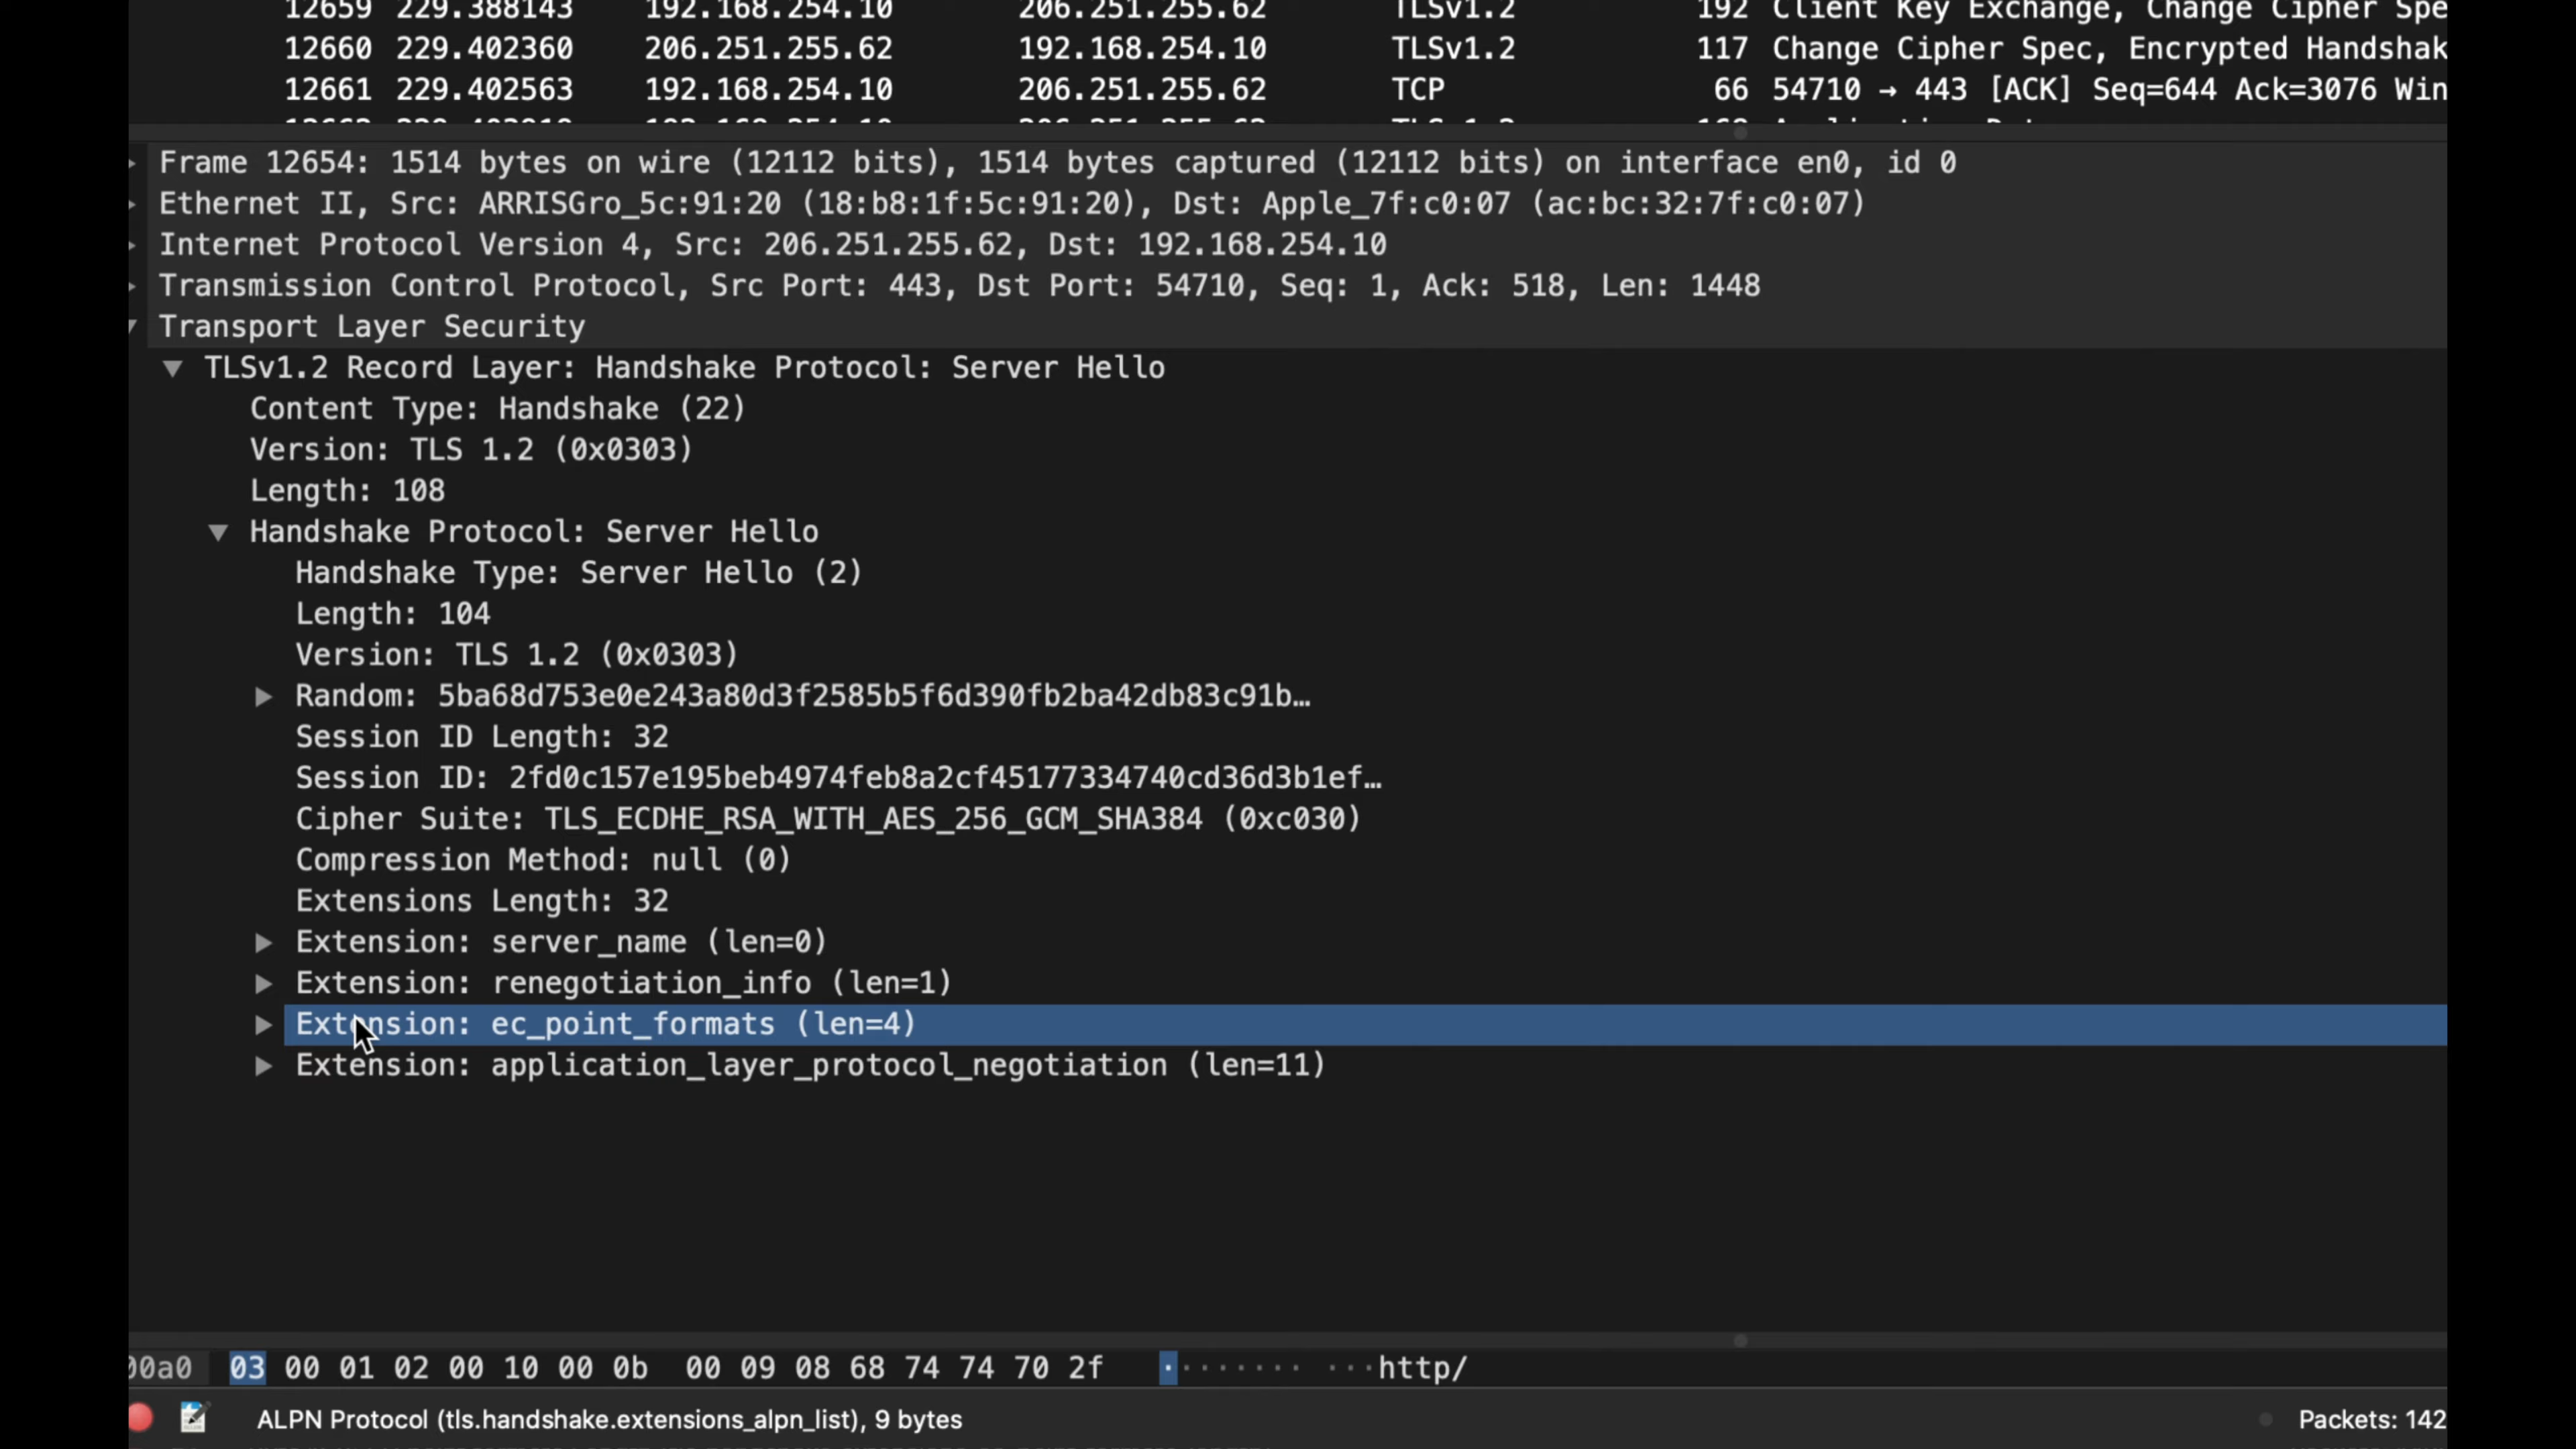 12659 229.388143 192.168.254.10 206.251.255.62 TLSv1.2 192 Client Key Exchange, Change Cipher Spe
12660 229.402360 206.251.255.62 192.168.254.10 TLSv1.2 117 Change Cipher Spec, Encrypted Handshak
12661 229.402563 192.168.254.10 206.251.255.62 TCP 66 54710 → 443 [ACK] Seq=644 Ack=3076 Win
Frame 12654: 1514 bytes on wire (12112 bits), 1514 bytes captured (12112 bits) on interface en0, id 0
Ethernet II, Src: ARRISGro_5c:91:20 (18:b8:1f:5c:91:20), Dst: Apple_7f:c0:07 (ac:bc:32:7f:c0:07)
Internet Protocol Version 4, Src: 206.251.255.62, Dst: 192.168.254.10
Transmission Control Protocol, Src Port: 443, Dst Port: 54710, Seq: 1, Ack: 518, Len: 1448
Transport Layer Security
TLSv1.2 Record Layer: Handshake Protocol: Server Hello
Content Type: Handshake (22)
Version: TLS 1.2 (0x0303)
Length: 108
Handshake Protocol: Server Hello
Handshake Type: Server Hello (2)
Length: 104
Version: TLS 1.2 (0x0303)
Random: 5ba68d753e0e243a80d3f2585b5f6d390fb2ba42db83c91b…
Session ID Length: 32
Session ID: 2fd0c157e195beb4974feb8a2cf45177334740cd36d3b1ef…
Cipher Suite: TLS_ECDHE_RSA_WITH_AES_256_GCM_SHA384 (0xc030)
Compression Method: null (0)
Extensions Length: 32
Extension: server_name (len=0)
Extension: renegotiation_info (len=1)
Extension: ec_point_formats (len=4)
Extension: application_layer_protocol_negotiation (len=11)
00a0 03 00 01 02 00 10 00 0b 00 09 08 68 74 74 70 2f ········ ···http/
ALPN Protocol (tls.handshake.extensions_alpn_list), 9 bytes
Packets: 142